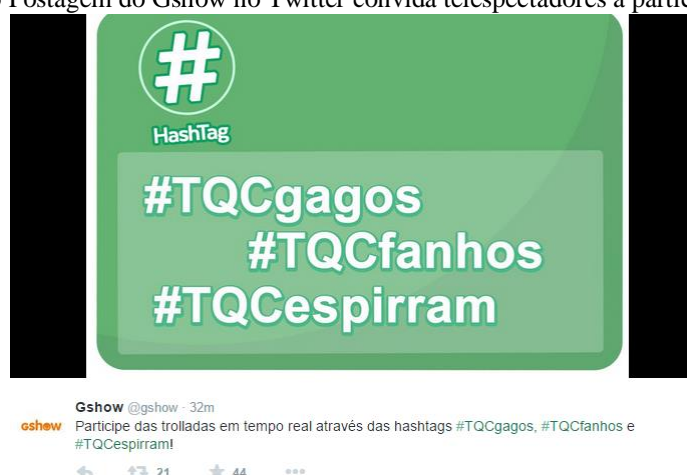 Postagem do Gshow no Twitter convida telespectadores a
#
HashTag
#TQCgagos
#TQCfanhos
#TQCespirram
Gshow @gshow · 32m
gshow Participe das trolladas em tempo real através das hashtags #TQCgagos, #TQCfanhos e
#TQCespirram!
21 44